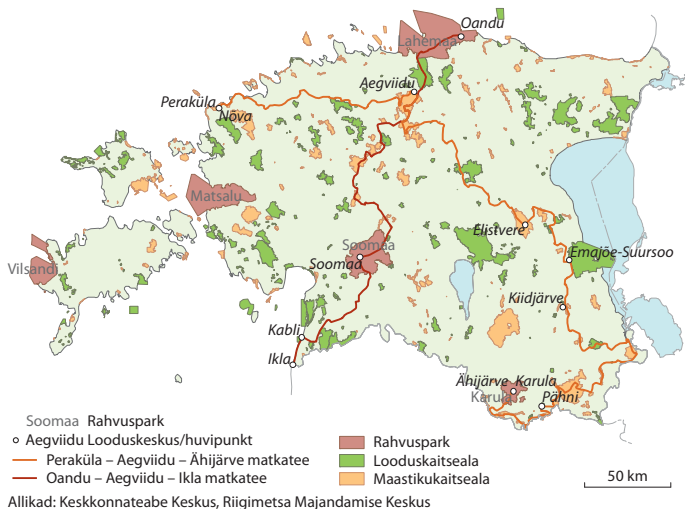 Oandu
Lahemaa
Aegviidu
Peraküla
Nõva
Matsalu
Elistvere
Soomaa
Soomaa
Emajõe-Suursoo
Vilsandi
Kiidjärve
Kabli
Ikla
Ähijärve Karula
Karula
Pähni
Soomaa Rahvuspark
Aegviidu Looduskeskus/huvipunkt
Peraküla – Aegviidu – Ähijärve matkatee
Oandu – Aegviidu – Ikla matkatee
Rahvuspark
Looduskaitseala
Maastikukaitseala
50 km
Allikad: Keskkonnateabe Keskus, Riigimetsa Majandamise Keskus